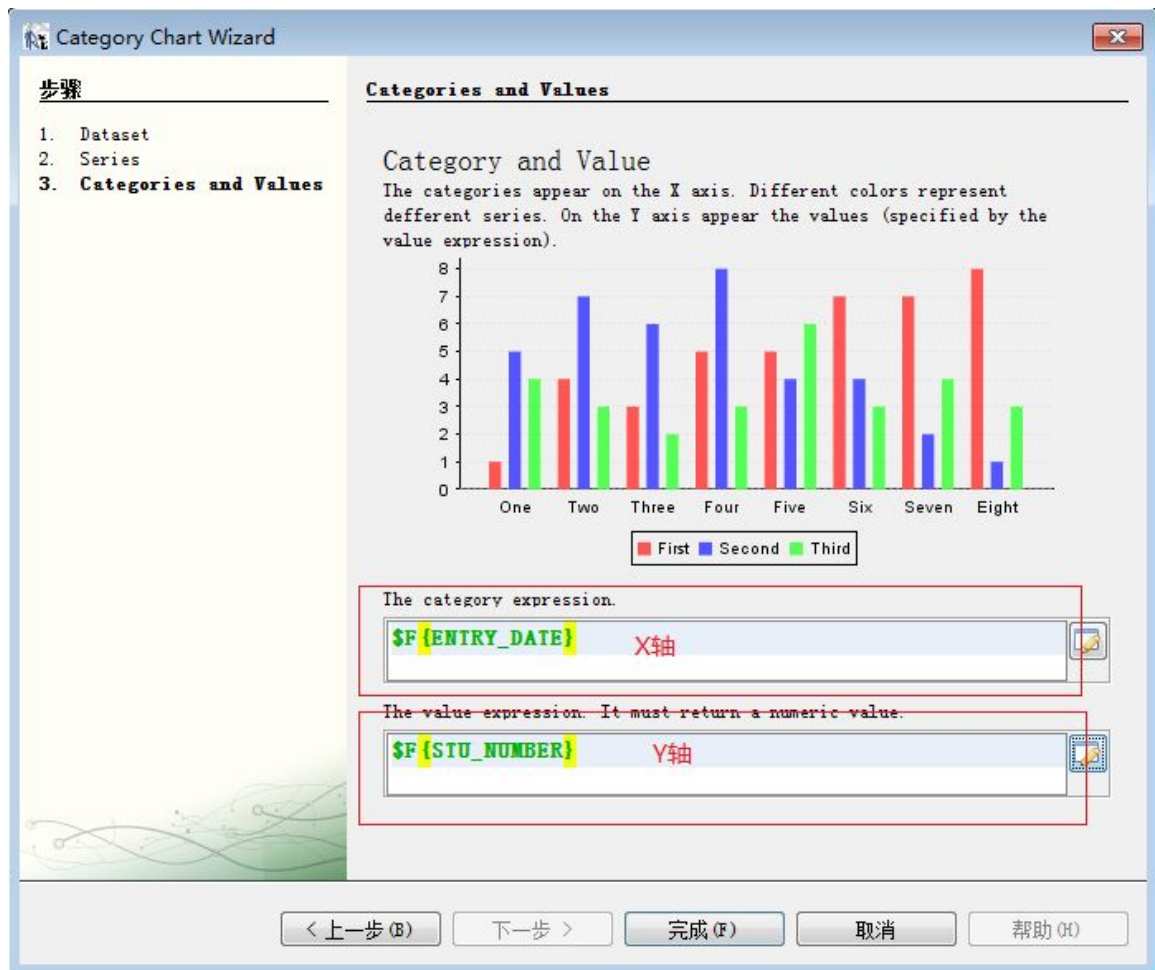 Category Chart Wizard
步骤
1. Dataset
2. Series
3. Categories and Values
Categories and Values
Category and Value
The categories appear on the X axis. Different colors represent
defferent series. On the Y axis appear the values (specified by the
value expression).
8
7
6
5
4
3
2
1
0
One Two Three Four Five Six Seven Eight
First Second Third
The category expression.
$F{ENTRY_DATE} X轴
The value expression. It must return a numeric value.
$F{STU_NUMBER} Y轴
< 上一步(B) 下一步 > 完成(F) 取消 帮助(H)